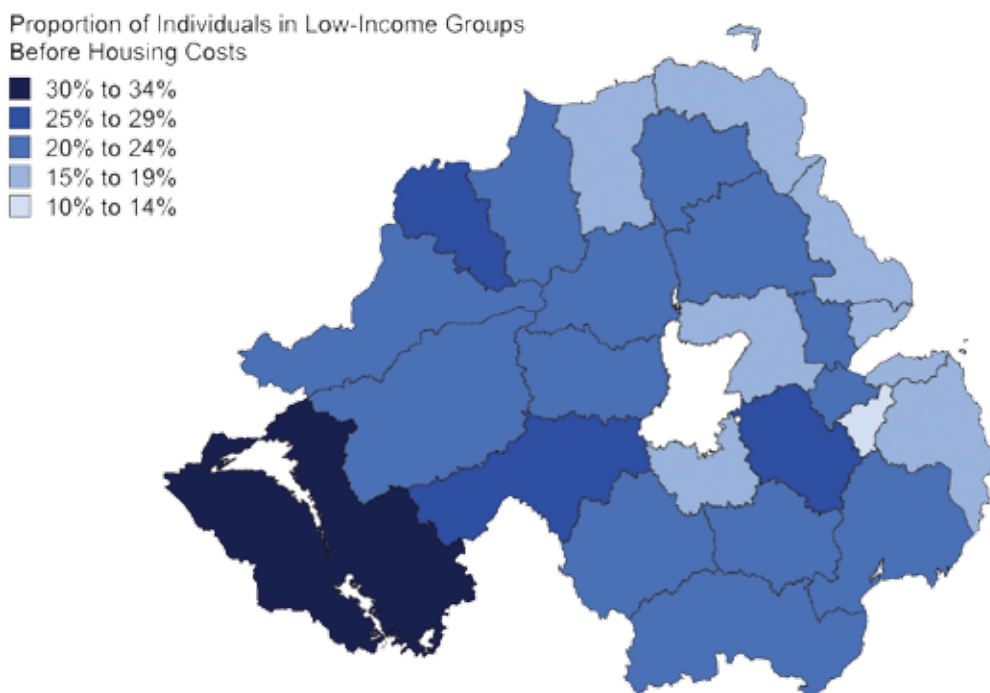 Proportion of Individuals in Low-Income Groups
Before Housing Costs
30% to 34%
25% to 29%
20% to 24%
15% to 19%
10% to 14%